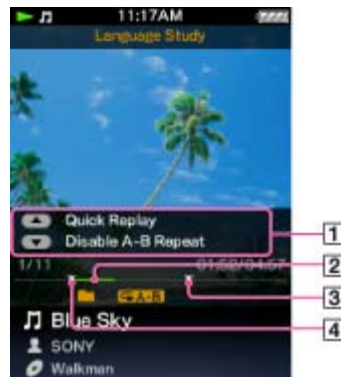 11:17AM
Language Study
Quick Replay
Disable A-B Repeat
1/11 01:52/04:57
A-B
Blue Sky
SONY
Walkman
1
2
3
4